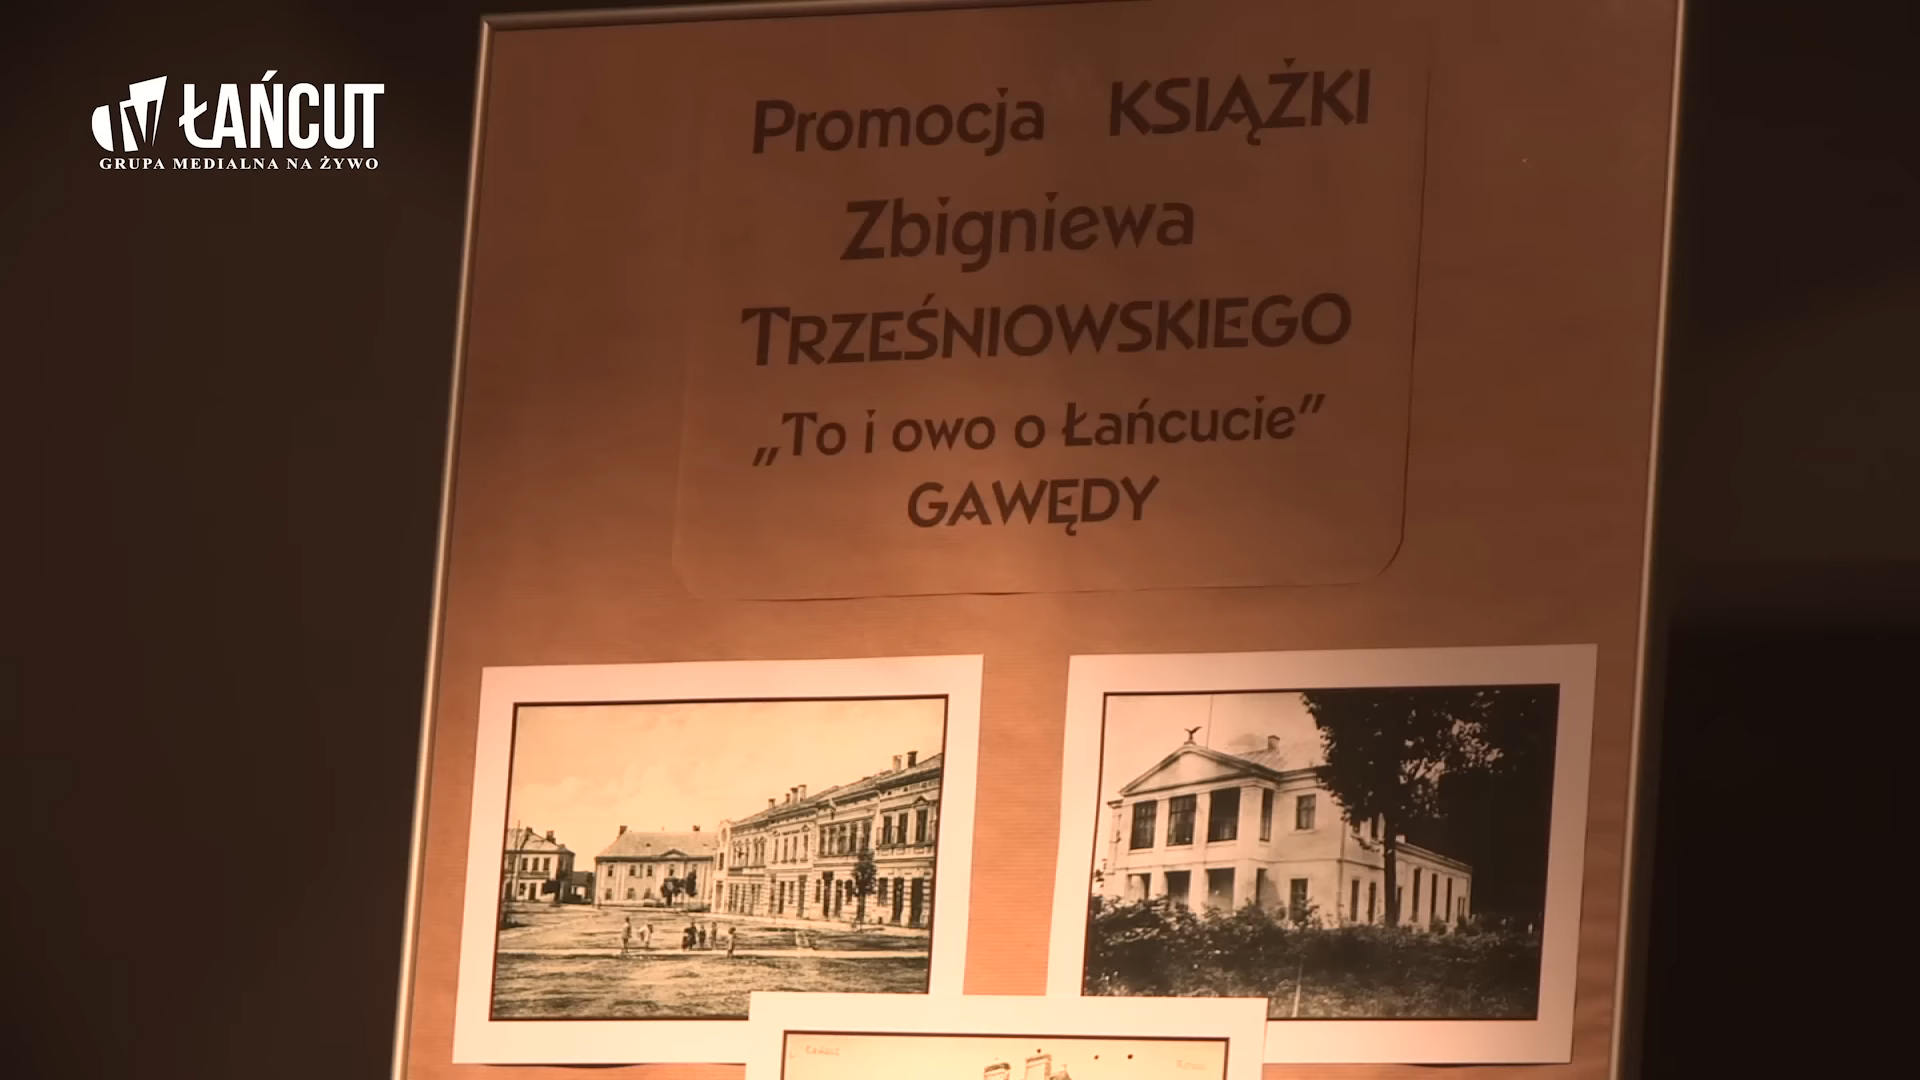 ŁAŃCUT
GRUPA MEDIALNA NA ŻYWO
Promocja KSIĄŻKI
Zbigniewa
TRZEŚNIOWSKIEGO
„To i owo o Łańcucie”
GAWĘDY